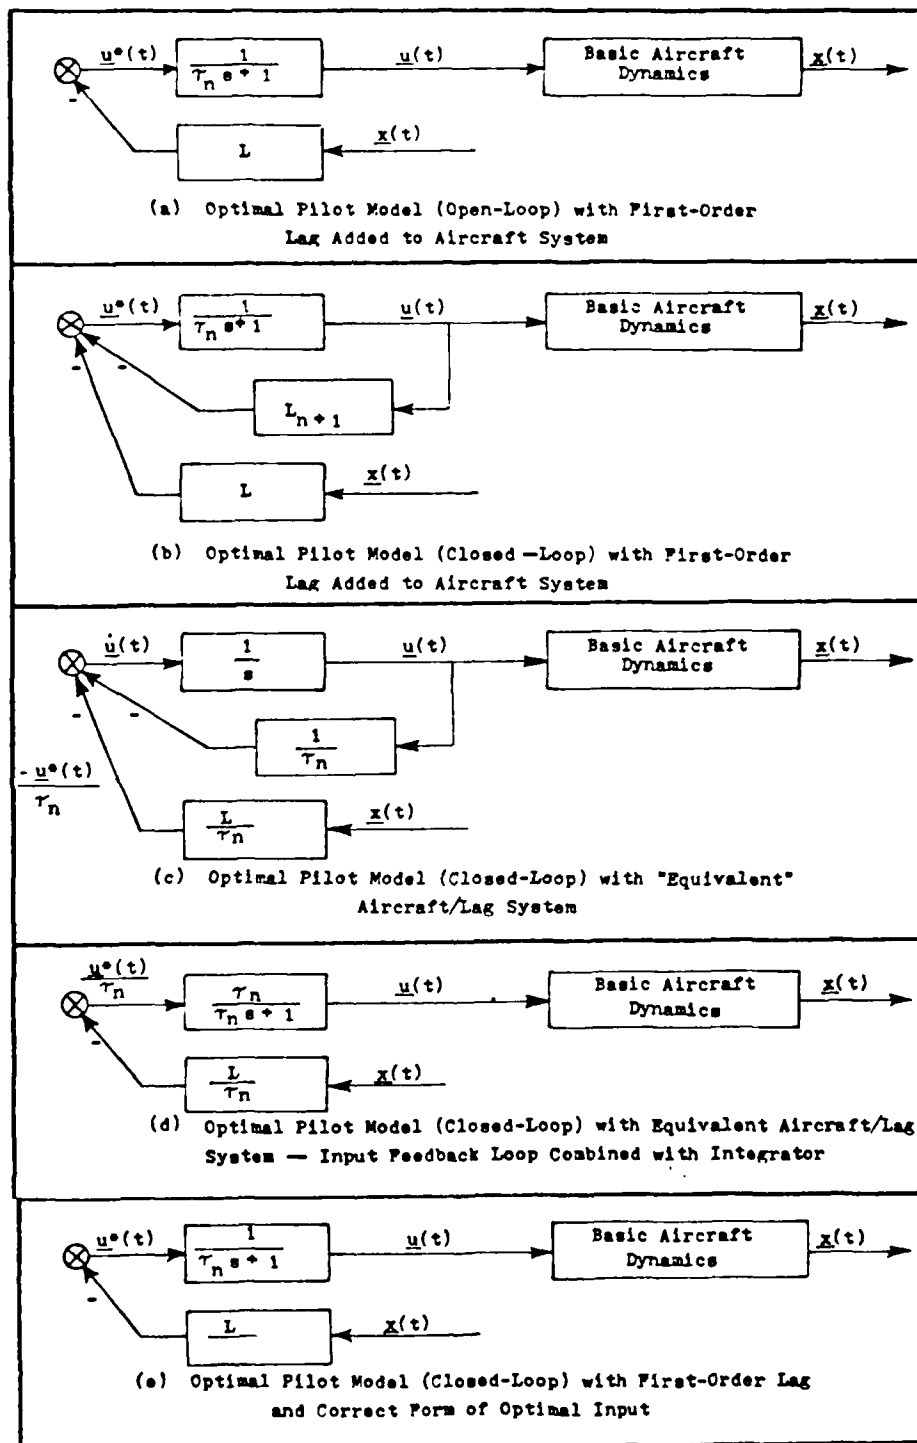 u*(t)
1
τn s + 1
u(t)
Basic Aircraft
Dynamics
x(t)
-
L
x(t)
(a) Optimal Pilot Model (Open-Loop) with First-Order
Lag Added to Aircraft System
u*(t)
1
τn s + 1
u(t)
Basic Aircraft
Dynamics
x(t)
- -
Ln + 1
L
x(t)
(b) Optimal Pilot Model (Closed—Loop) with First-Order
Lag Added to Aircraft System
u̇(t)
1
s
u(t)
Basic Aircraft
Dynamics
x(t)
- -
1
τn
-u*(t)
τn
L
τn
x(t)
(c) Optimal Pilot Model (Closed-Loop) with "Equivalent"
Aircraft/Lag System
u*(t)
τn
τn
τn s + 1
u(t)
Basic Aircraft
Dynamics
x(t)
-
L
τn
x(t)
(d) Optimal Pilot Model (Closed-Loop) with Equivalent Aircraft/Lag
System — Input Feedback Loop Combined with Integrator
u*(t)
1
τn s + 1
u(t)
Basic Aircraft
Dynamics
x(t)
-
L
x(t)
(e) Optimal Pilot Model (Closed-Loop) with First-Order Lag
and Correct Form of Optimal Input